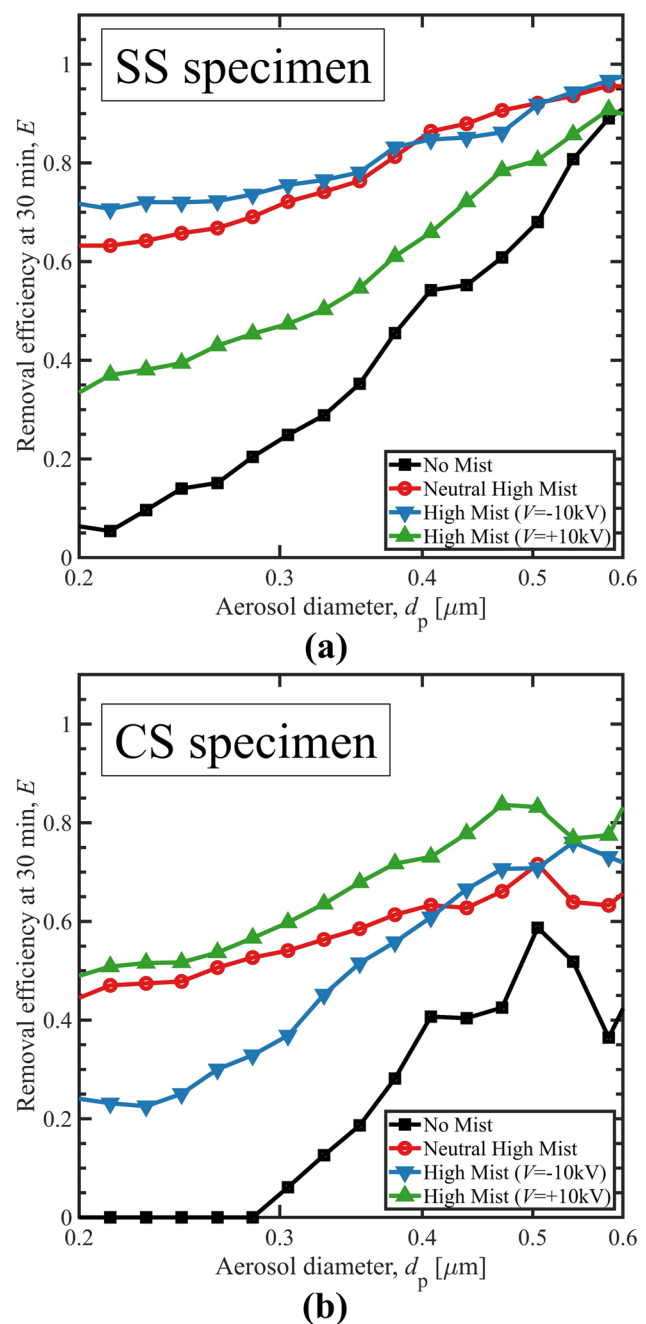 SS specimen
Removal efficiency at 30 min, E
1
0.8
0.6
0.4
0.2
0
No Mist
Neutral High Mist
High Mist (V=-10kV)
High Mist (V=+10kV)
0.2 0.3 0.4 0.5 0.6
Aerosol diameter, dp [μm]
(a)
CS specimen
Removal efficiency at 30 min, E
1
0.8
0.6
0.4
0.2
0
No Mist
Neutral High Mist
High Mist (V=-10kV)
High Mist (V=+10kV)
0.2 0.3 0.4 0.5 0.6
Aerosol diameter, dp [μm]
(b)